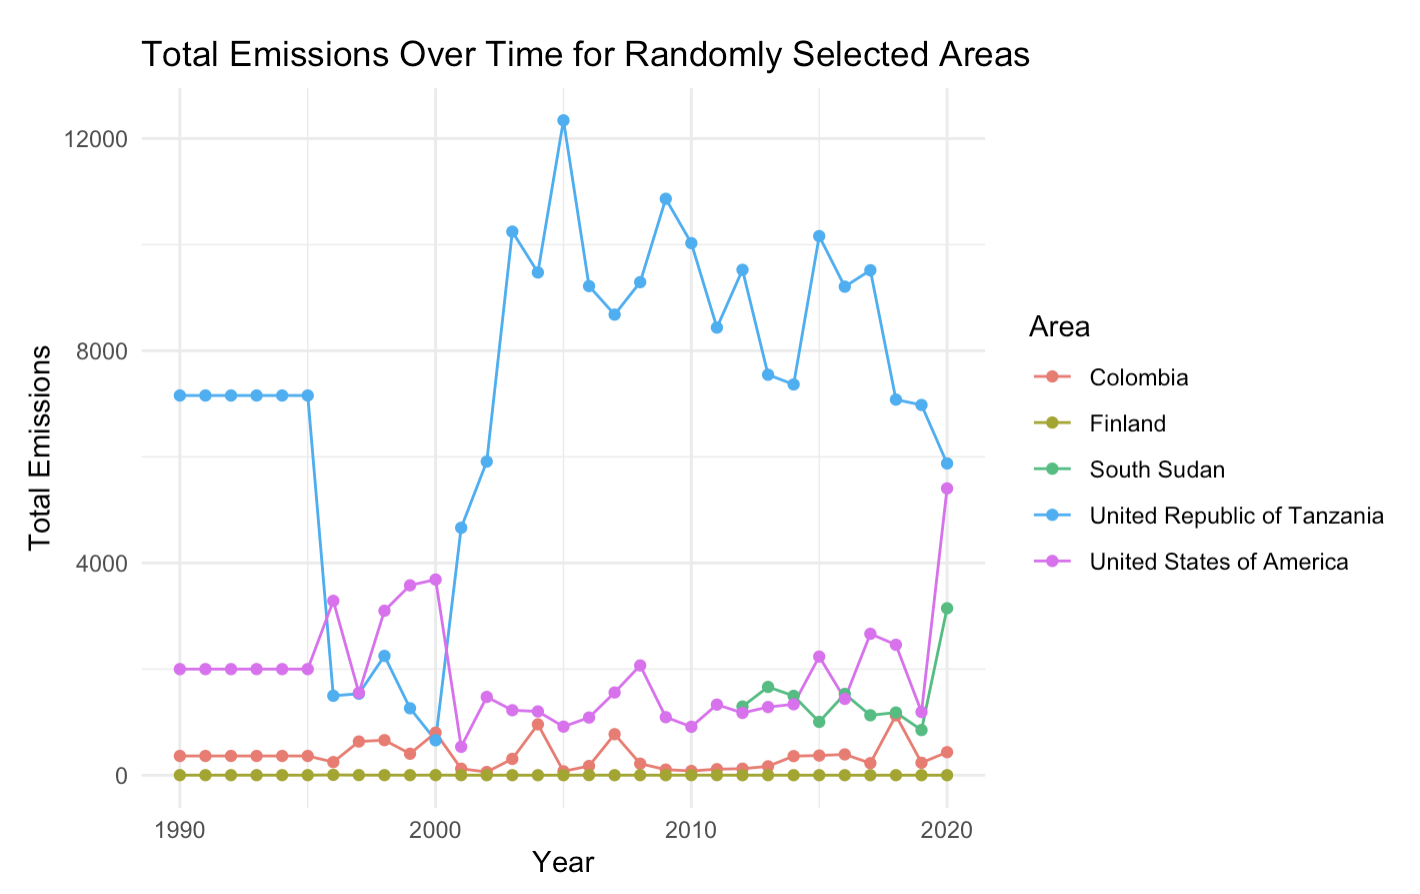 Total Emissions Over Time for Randomly Selected Areas
Total Emissions
12000
8000
4000
0
1990 2000 2010 2020
Year
Area
Colombia
Finland
South Sudan
United Republic of Tanzania
United States of America